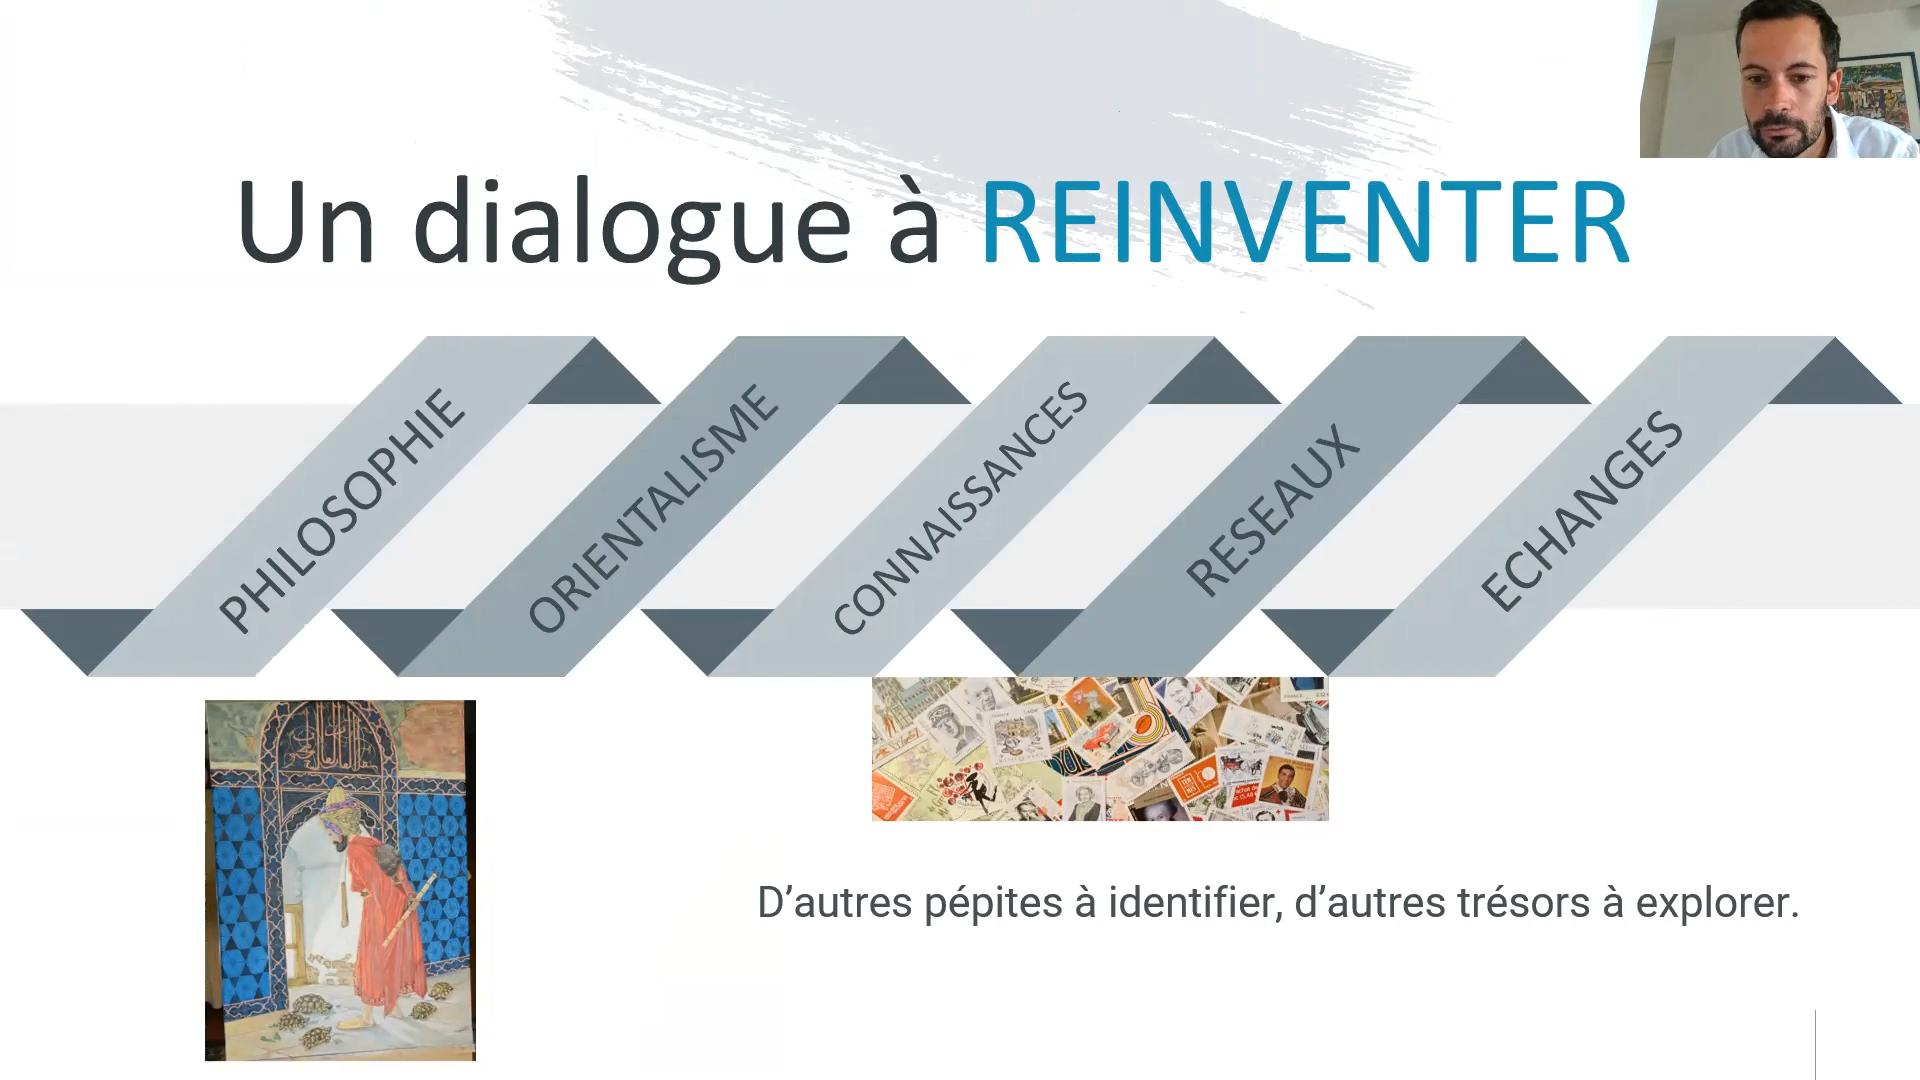 Un dialogue à REINVENTER
PHILOSOPHIE
ORIENTALISME
CONNAISSANCES
RESEAUX
ECHANGES
D’autres pépites à identifier, d’autres trésors à explorer.